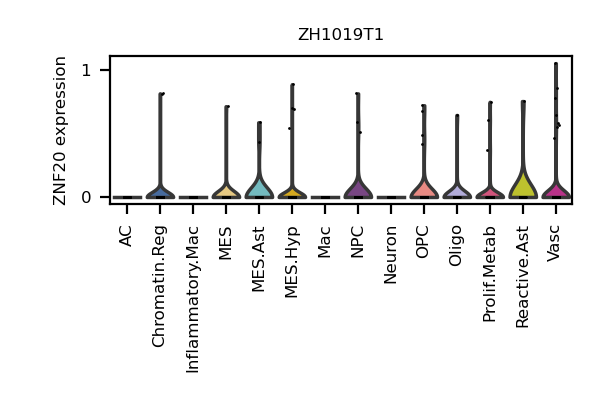 ZH1019T1
ZNF20 expression
1
0
AC
Chromatin.Reg
Inflammatory.Mac
MES
MES.Ast
MES.Hyp
Mac
NPC
Neuron
OPC
Oligo
Prolif.Metab
Reactive.Ast
Vasc